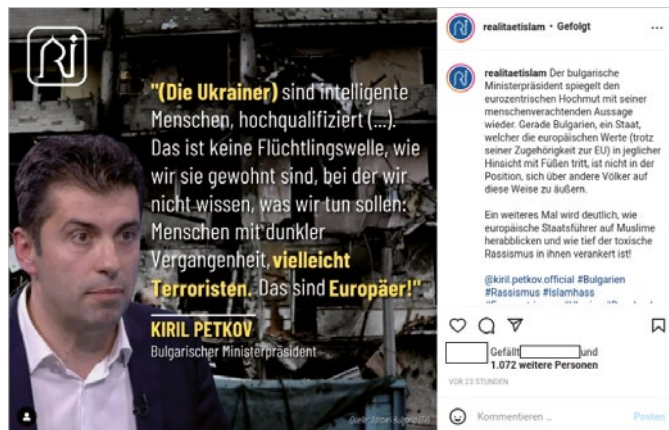 "(Die Ukrainer) sind intelligente
Menschen, hochqualifiziert (...).
Das ist keine Flüchtlingswelle, wie
wir sie gewohnt sind, bei der wir
nicht wissen, was wir tun sollen:
Menschen mit dunkler
Vergangenheit, vielleicht
Terroristen. Das sind Europäer!"
KIRIL PETKOV
Bulgarischer Ministerpräsident
realitaetislam • Gefolgt
realitaetislam Der bulgarische
Ministerpräsident spiegelt den
eurozentrischen Hochmut mit seiner
menschenverachtenden Aussage
wieder. Gerade Bulgarien, ein Staat,
welcher die europäischen Werte (trotz
seiner Zugehörigkeit zur EU) in jeglicher
Hinsicht mit Füßen tritt, ist nicht in der
Position, sich über andere Völker auf
diese Weise zu äußern.
Ein weiteres Mal wird deutlich, wie
europäische Staatsführer auf Muslime
herabblicken und wie tief der toxische
Rassismus in ihnen verankert ist!
@kiril.petkov.official #Bulgarien
#Rassismus #Islamhass
Gefällt und
1.072 weitere Personen
VOR 23 STUNDEN
Kommentieren ...
Posten